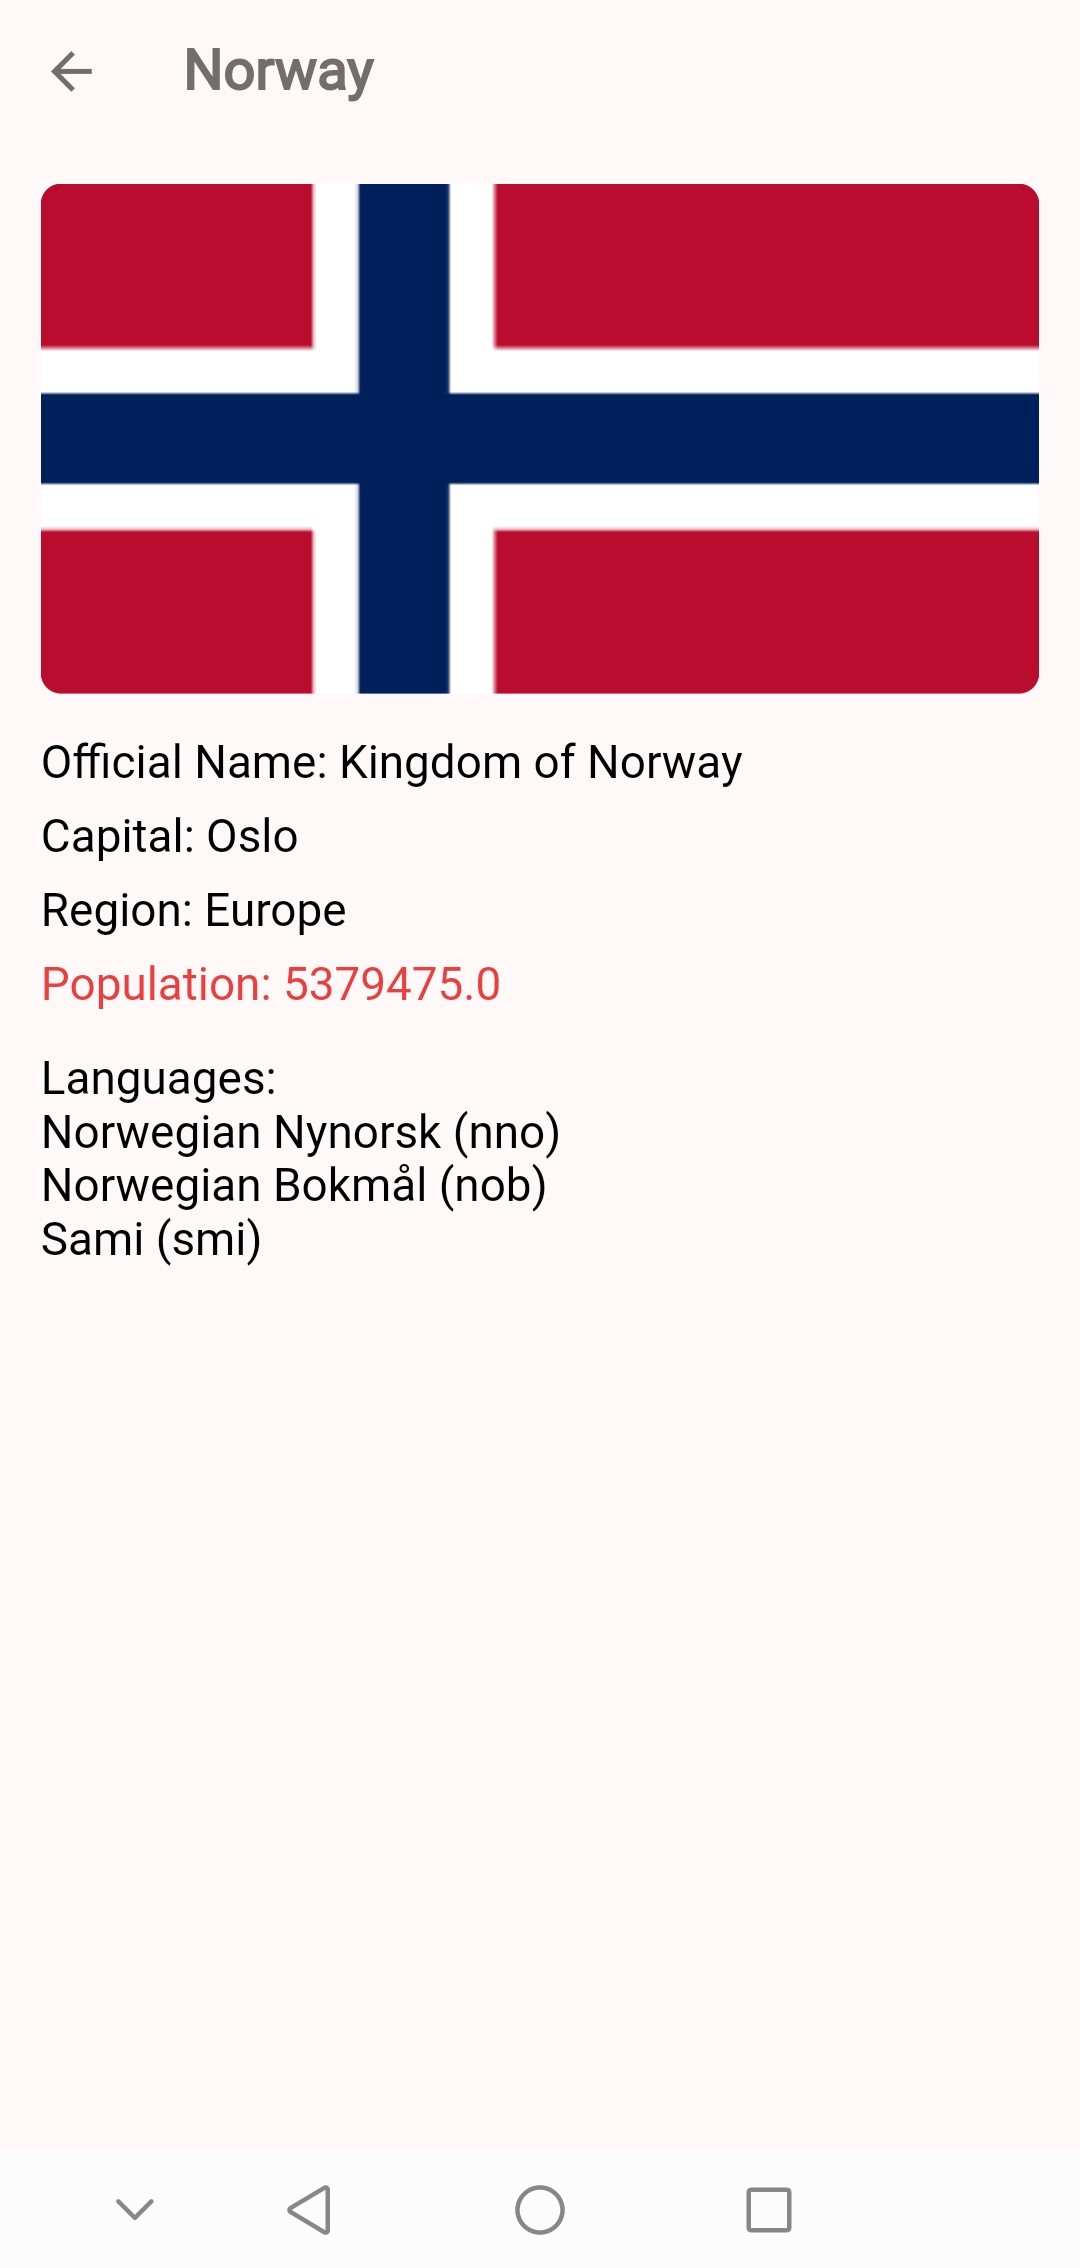 Norway
Official Name: Kingdom of Norway
Capital: Oslo
Region: Europe
Population: 5379475.0
Languages:
Norwegian Nynorsk (nno)
Norwegian Bokmål (nob)
Sami (smi)